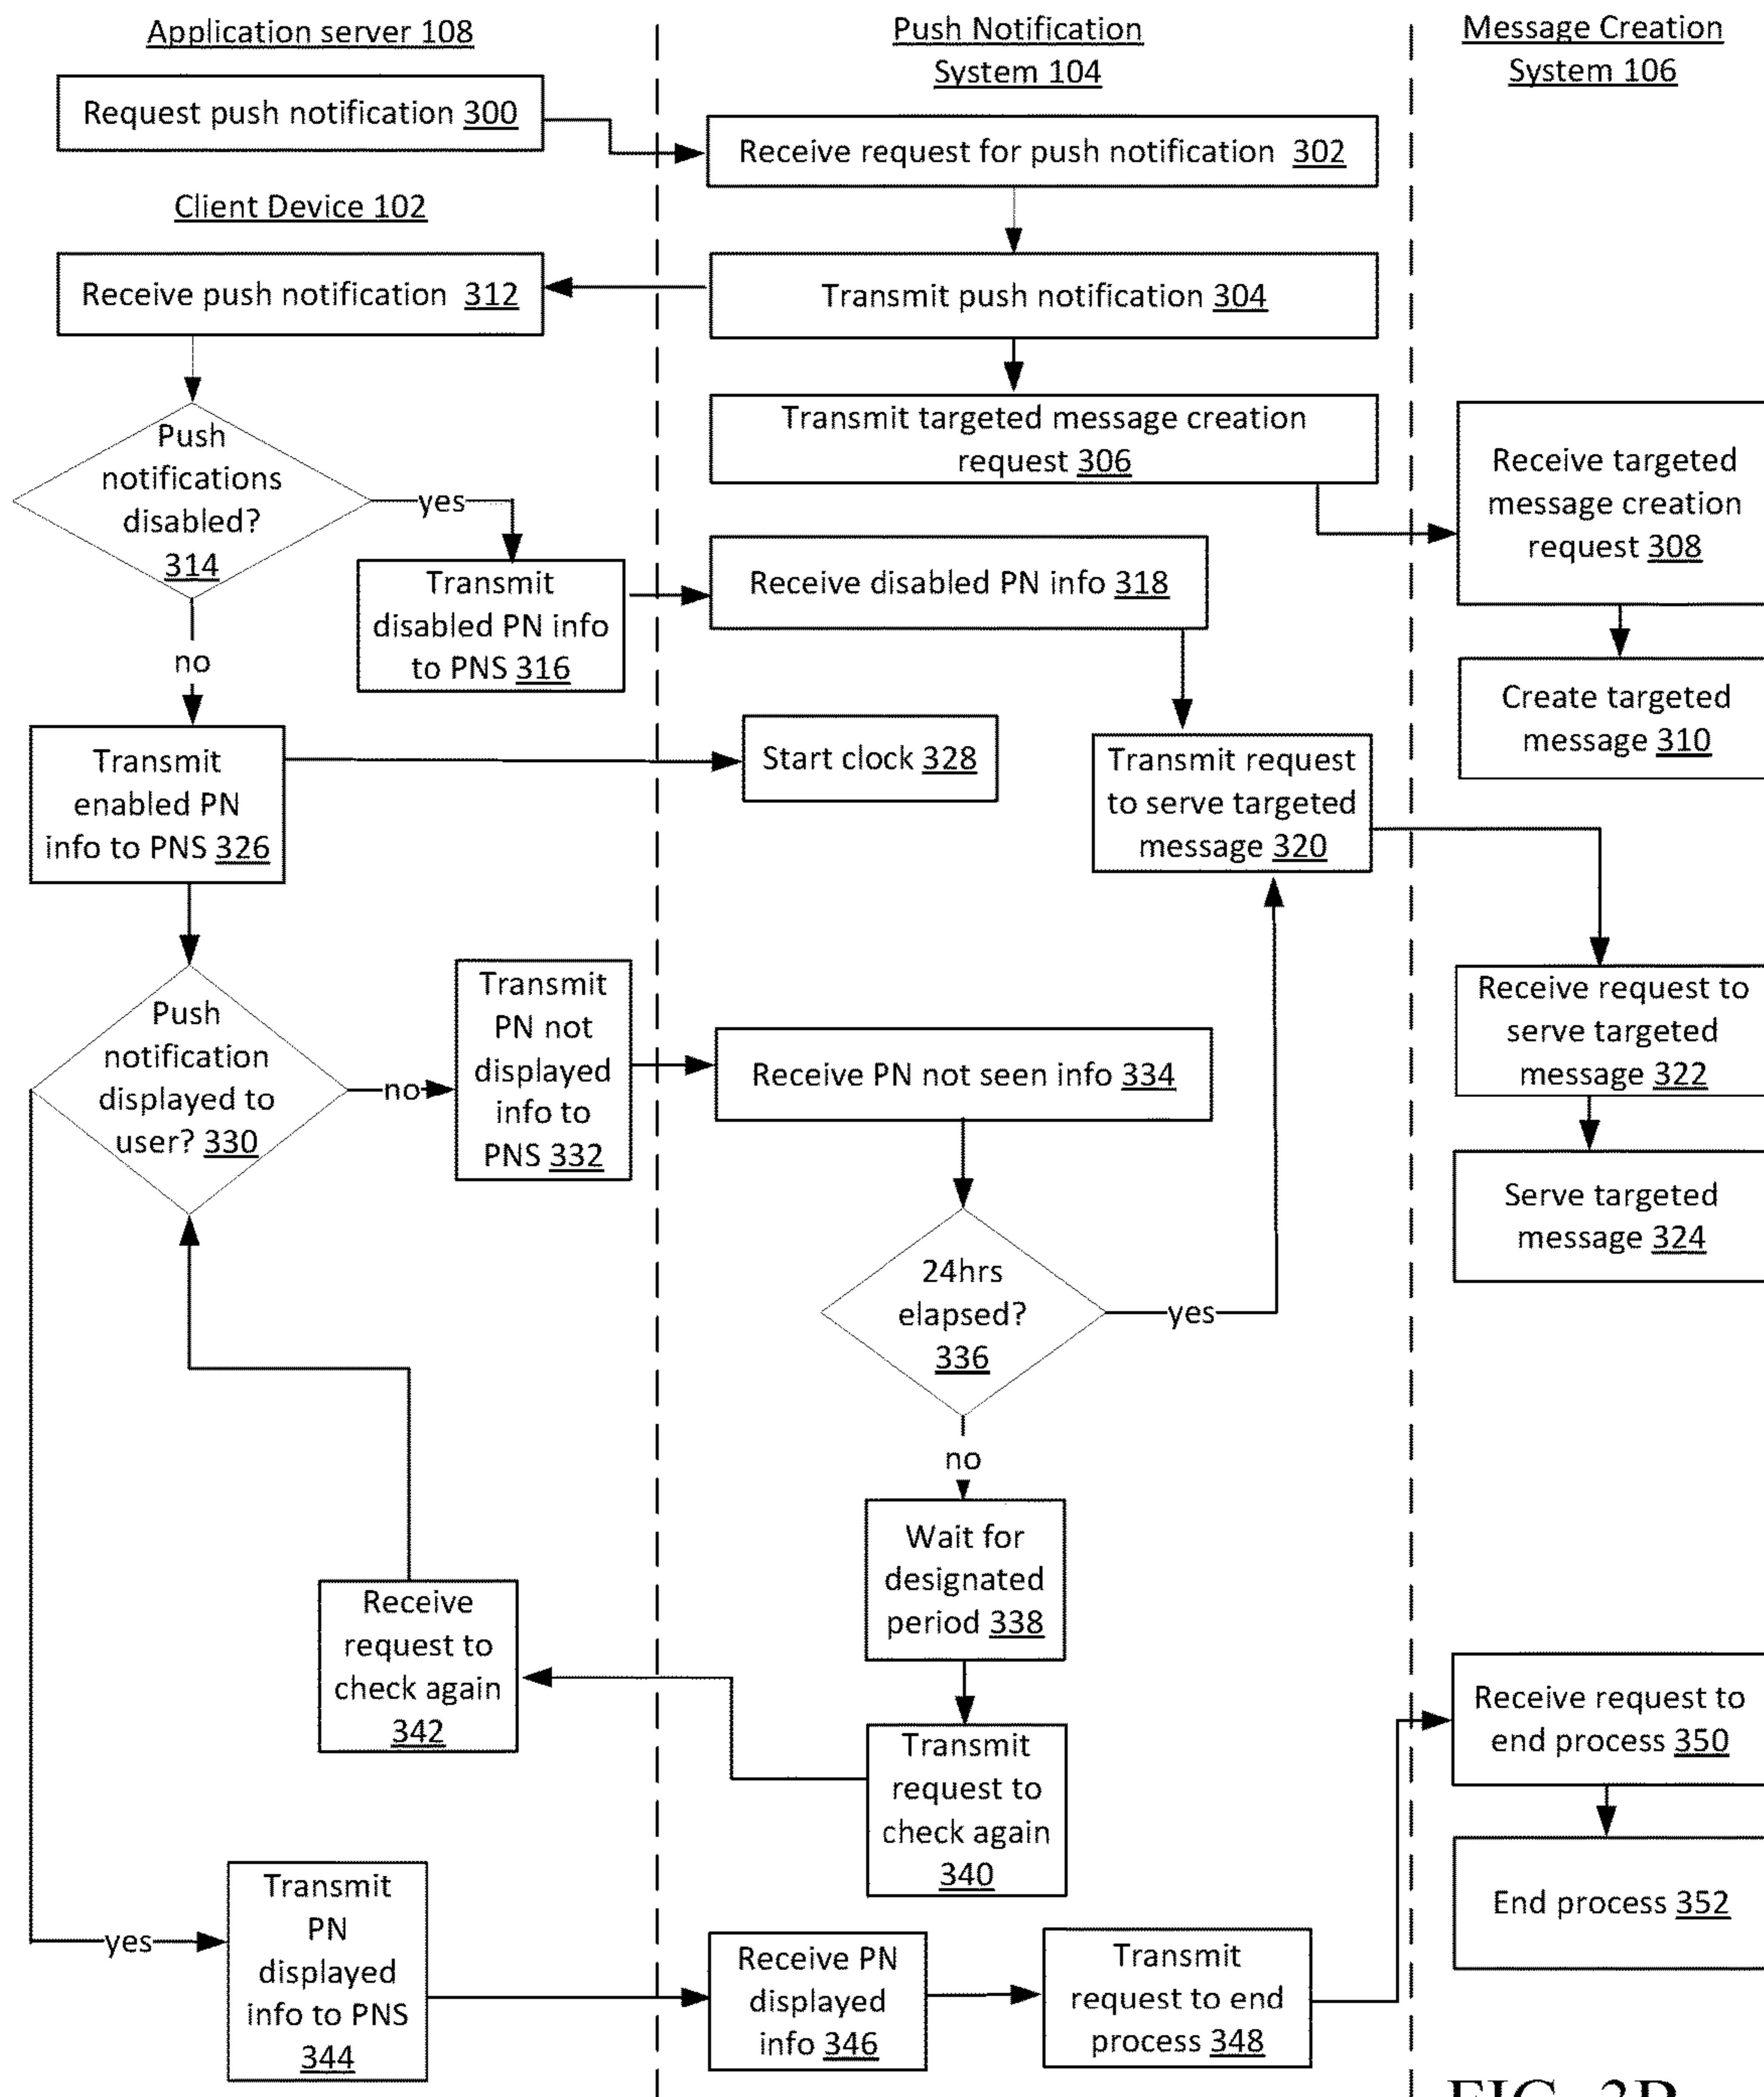 Application server 108
Push Notification
System 104
Message Creation
System 106
Request push notification 300
Receive request for push notification 302
Client Device 102
Receive push notification 312
Transmit push notification 304
Transmit targeted message creation
request 306
Receive targeted
message creation
request 308
Push
notifications
disabled?
314
yes
Transmit
disabled PN info
to PNS 316
Receive disabled PN info 318
Create targeted
message 310
no
Transmit
enabled PN
info to PNS 326
Start clock 328
Transmit request
to serve targeted
message 320
Push
notification
displayed to
user? 330
no
Transmit
PN not
displayed
info to
PNS 332
Receive PN not seen info 334
Receive request to
serve targeted
message 322
Serve targeted
message 324
24hrs
elapsed?
336
yes
no
Wait for
designated
period 338
Receive
request to
check again
342
Transmit
request to
check again
340
Receive request to
end process 350
End process 352
yes
Transmit
PN
displayed
info to PNS
344
Receive PN
displayed
info 346
Transmit
request to end
process 348
FIG. 3B